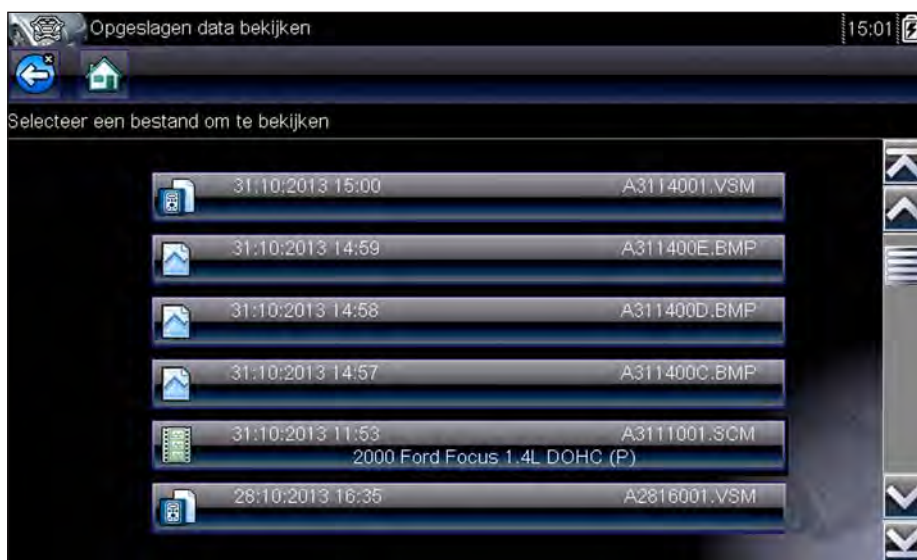 Opgeslagen data bekijken 15:01
Selecteer een bestand om te bekijken
31:10:2013 15:00 A3114001.VSM
31:10:2013 14:59 A311400E.BMP
31:10:2013 14:58 A311400D.BMP
31:10:2013 14:57 A311400C.BMP
31:10:2013 11:53 A3111001.SCM
2000 Ford Focus 1.4L DOHC (P)
28:10:2013 16:35 A2816001.VSM